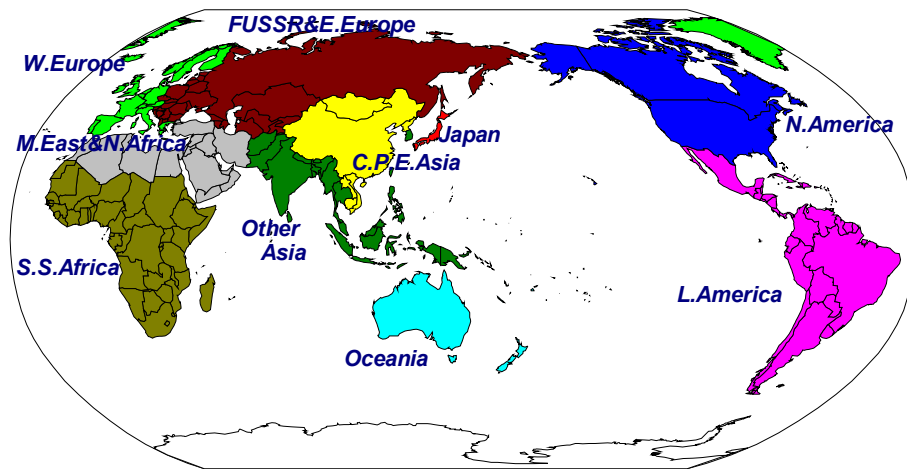 FUSSR&E.Europe
W.Europe
N.America
Japan
M.East&N.Africa
C.P.E.Asia
Other
Asia
S.S.Africa
L.America
Oceania